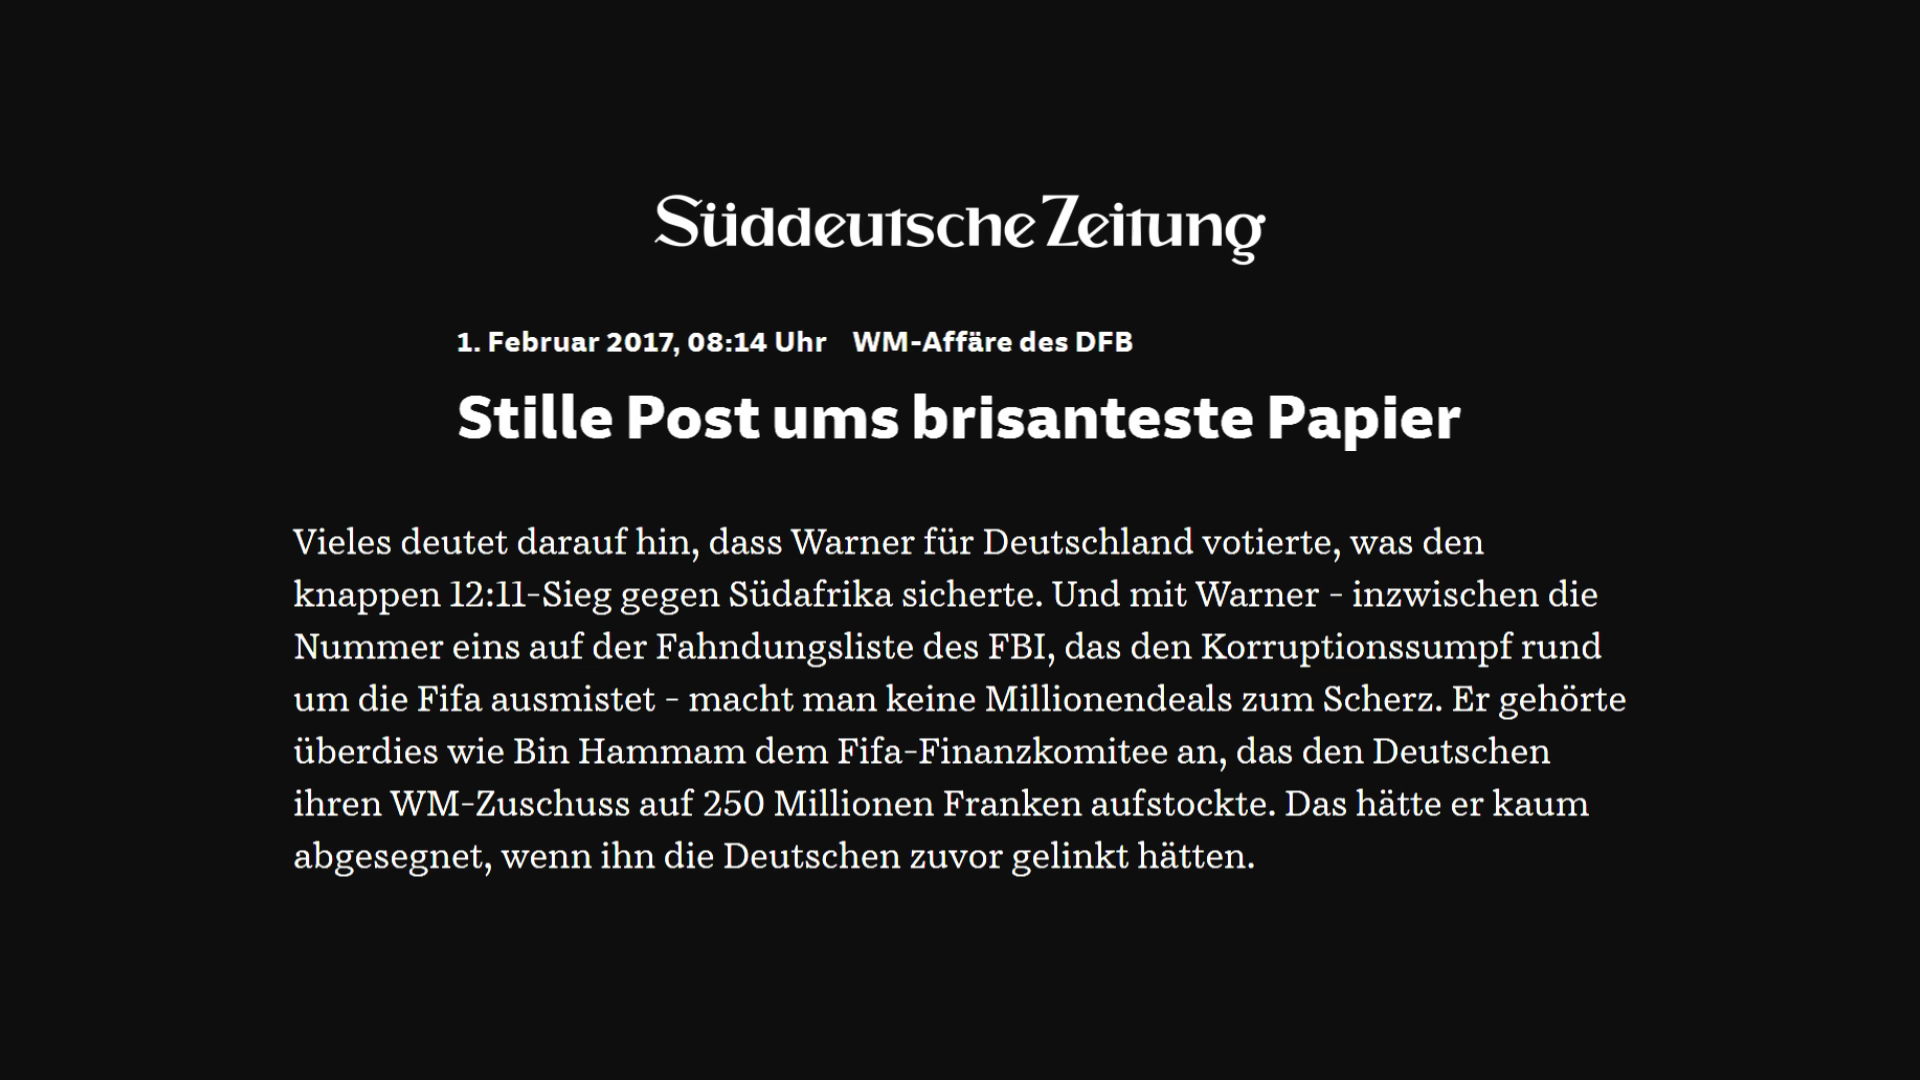 Süddeutsche Zeitung
1. Februar 2017, 08:14 Uhr WM-Affäre des DFB
Stille Post ums brisanteste Papier
Vieles deutet darauf hin, dass Warner für Deutschland votierte, was den
knappen 12:11-Sieg gegen Südafrika sicherte. Und mit Warner - inzwischen die
Nummer eins auf der Fahndungsliste des FBI, das den Korruptionssumpf rund
um die Fifa ausmistet - macht man keine Millionendeals zum Scherz. Er gehörte
überdies wie Bin Hammam dem Fifa-Finanzkomitee an, das den Deutschen
ihren WM-Zuschuss auf 250 Millionen Franken aufstockte. Das hätte er kaum
abgesegnet, wenn ihn die Deutschen zuvor gelinkt hätten.